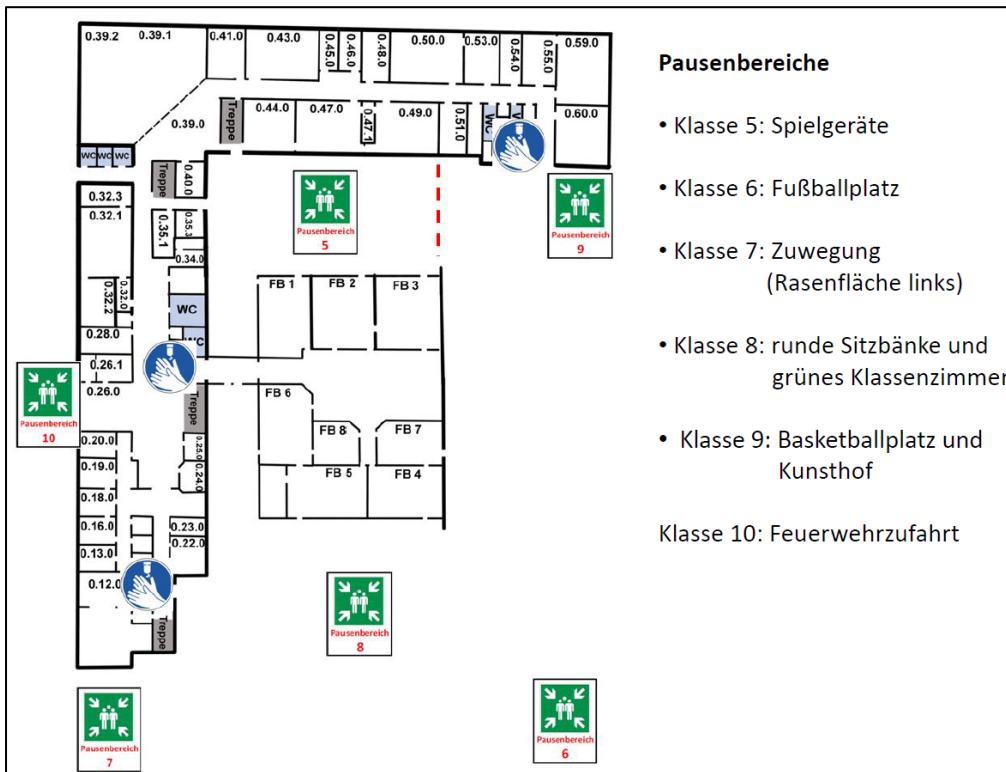 0.39.2
0.39.1
0.41.0
0.43.0
0.45.0
0.46.0
0.48.0
0.50.0
0.53.0
0.54.0
0.55.0
0.59.0
0.39.0
Treppe
0.44.0
0.47.0
0.47.1
0.49.0
0.51.0
WC
0.60.0
WC
WC
WC
Treppe
0.40.0
0.32.3
0.32.1
0.35.1
0.35.3
0.34.0
0.32.0
0.32.2
WC
WC
0.28.0
0.26.1
0.26.0
Treppe
0.20.0
0.25.0
0.19.0
0.24.0
0.18.0
0.16.0
0.23.0
0.13.0
0.22.0
0.12.0
Treppe
FB 1
FB 2
FB 3
FB 6
FB 8
FB 7
FB 5
FB 4
Pausenbereich
5
Pausenbereich
9
Pausenbereich
10
Pausenbereich
8
Pausenbereich
7
Pausenbereich
6
Pausenbereiche
• Klasse 5: Spielgeräte
• Klasse 6: Fußballplatz
• Klasse 7: Zuwegung
(Rasenfläche links)
• Klasse 8: runde Sitzbänke und
grünes Klassenzimmer
• Klasse 9: Basketballplatz und
Kunsthof
Klasse 10: Feuerwehrzufahrt